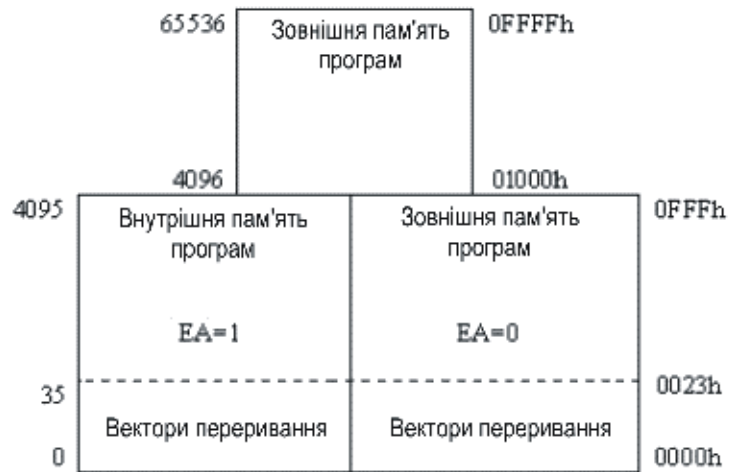 65536
Зовнішня пам'ять
програм
0FFFFh
4096
01000h
4095
Внутрішня пам'ять
програм
Зовнішня пам'ять
програм
0FFFh
EA=1
EA=0
35
0023h
Вектори переривання
Вектори переривання
0
0000h